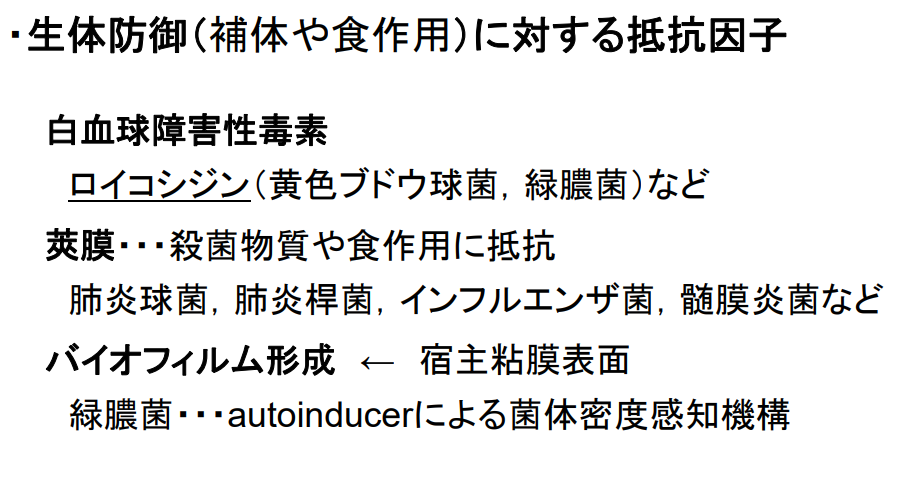 ・生体防御（補体や食作用）に対する抵抗因子
白血球障害性毒素
ロイコシジン（黄色ブドウ球菌，緑膿菌）など
莢膜・・・殺菌物質や食作用に抵抗
肺炎球菌，肺炎桿菌，インフルエンザ菌，髄膜炎菌など
バイオフィルム形成 ← 宿主粘膜表面
緑膿菌・・・autoinducerによる菌体密度感知機構